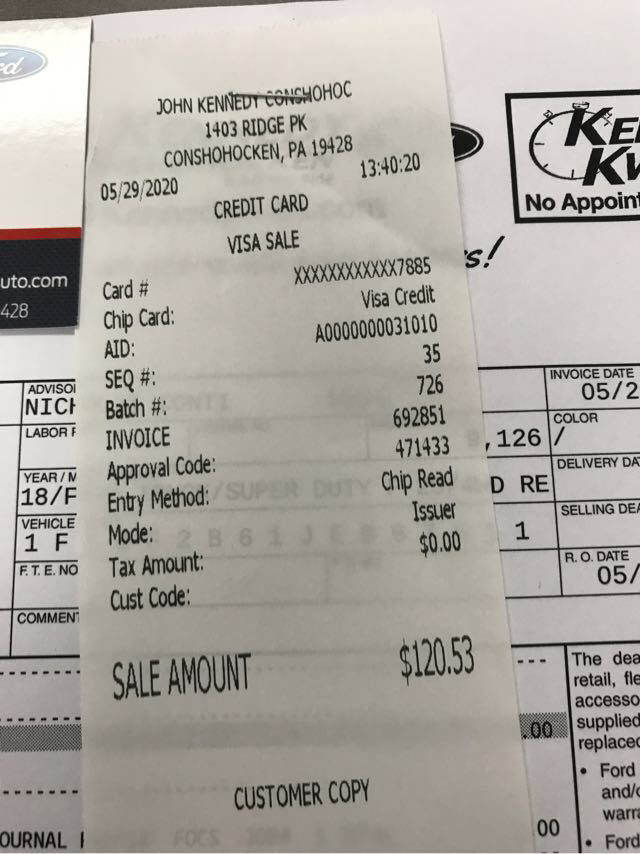 JOHN KENNEDY CONSHOHOC
1403 RIDGE PK
CONSHOHOCKEN, PA 19428
05/29/2020 13:40:20
CREDIT CARD
VISA SALE
Card # XXXXXXXXXXXX7885
Chip Card: Visa Credit
AID: A0000000031010
SEQ #: 35
Batch #: 726
INVOICE 692851
Approval Code: 471433
Entry Method: Chip Read
Mode: Issuer
Tax Amount: $0.00
Cust Code:
SALE AMOUNT $120.53
CUSTOMER COPY
uto.com
428
No Appoint
s!
ADVISO
NICH
LABOR
YEAR / M
18/F
VEHICLE
1 F
F.T.E. NO
COMMEN
OURNAL
INVOICE DATE
05/2
,126
COLOR
/
DELIVERY DA
D RE
SELLING DEA
1
R.O. DATE
05/
The dea
retail, fle
accesso
supplied
replaced
• Ford
and/o
warra
• Ford
.00
00